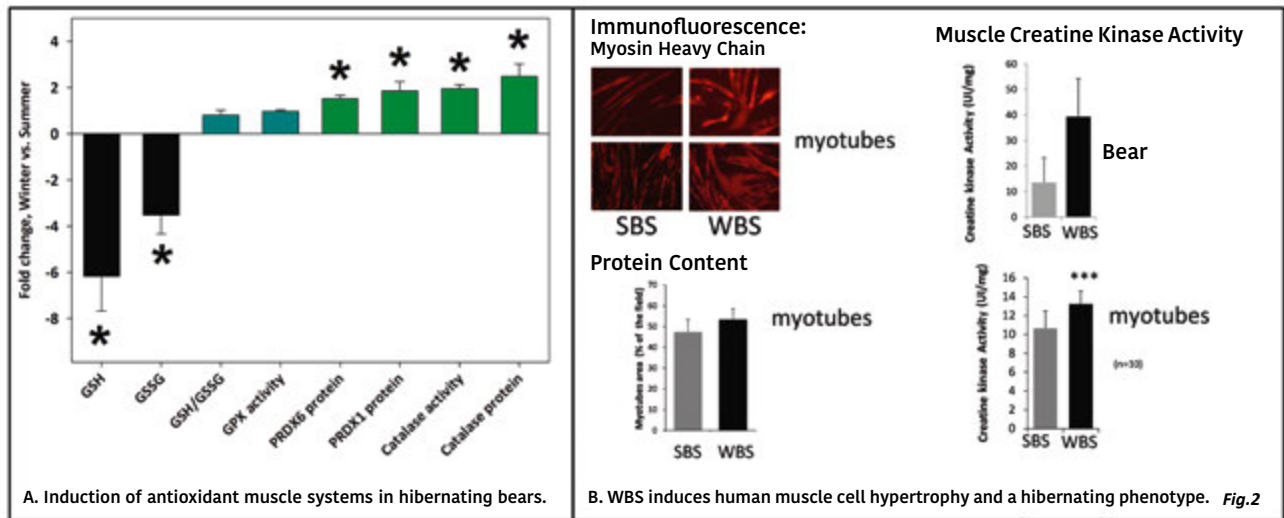 4
2
0
-2
-4
-6
-8
Fold change, Winter vs. Summer
*
*
*
*
*
*
GSH
GSSG
GSH/GSSG
GPX activity
PRDX6 protein
PRDX1 protein
Catalase activity
Catalase protein
A. Induction of antioxidant muscle systems in hibernating bears.
Immunofluorescence:
Myosin Heavy Chain
myotubes
SBS WBS
Protein Content
Myotubes area (% of the field)
70
60
50
40
30
20
10
0
SBS WBS
myotubes
Muscle Creatine Kinase Activity
Creatine kinase Activity (UI/mg)
60
50
40
30
20
10
0
SBS WBS
Bear
Creatine kinase Activity (UI/mg)
16
14
12
10
8
6
4
2
0
***
SBS WBS
myotubes
(n=10)
B. WBS induces human muscle cell hypertrophy and a hibernating phenotype. Fig.2